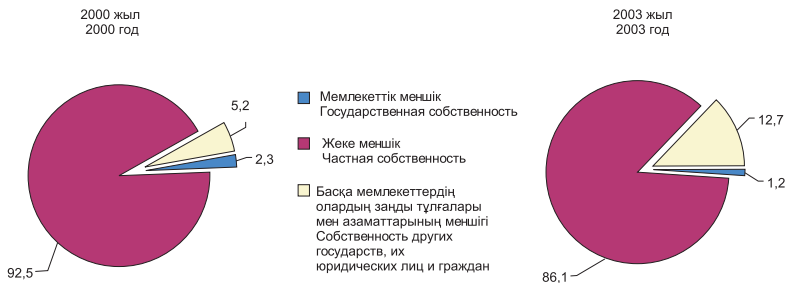 2000 жыл
2000 год
2003 жыл
2003 год
5,2
2,3
92,5
Мемлекеттік меншік
Государственная собственность
Жеке меншік
Частная собственность
Басқа мемлекеттердің
олардың заңды тұлғалары
мен азаматтарының меншігі
Собственность других
государств, их
юридических лиц и граждан
12,7
1,2
86,1